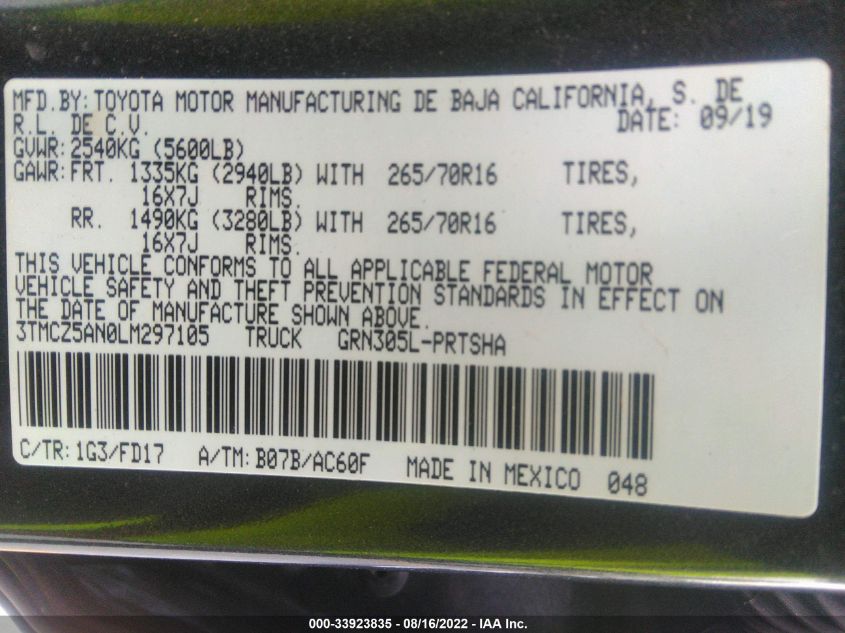 MFD.BY: TOYOTA MOTOR MANUFACTURING DE BAJA CALIFORNIA, S. DE
R.L. DE C.V. DATE: 09/19
GVWR: 2540KG (5600LB)
GAWR: FRT. 1335KG (2940LB) WITH 265/70R16 TIRES,
16X7J RIMS.
RR. 1490KG (3280LB) WITH 265/70R16 TIRES,
16X7J RIMS.
THIS VEHICLE CONFORMS TO ALL APPLICABLE FEDERAL MOTOR
VEHICLE SAFETY AND THEFT PREVENTION STANDARDS IN EFFECT ON
THE DATE OF MANUFACTURE SHOWN ABOVE.
3TMCZ5AN0LM297105 TRUCK GRN305L-PRTSHA
C/TR: 1G3/FD17 A/TM: B07B/AC60F MADE IN MEXICO 048
000-33923835 - 08/16/2022 - IAA Inc.